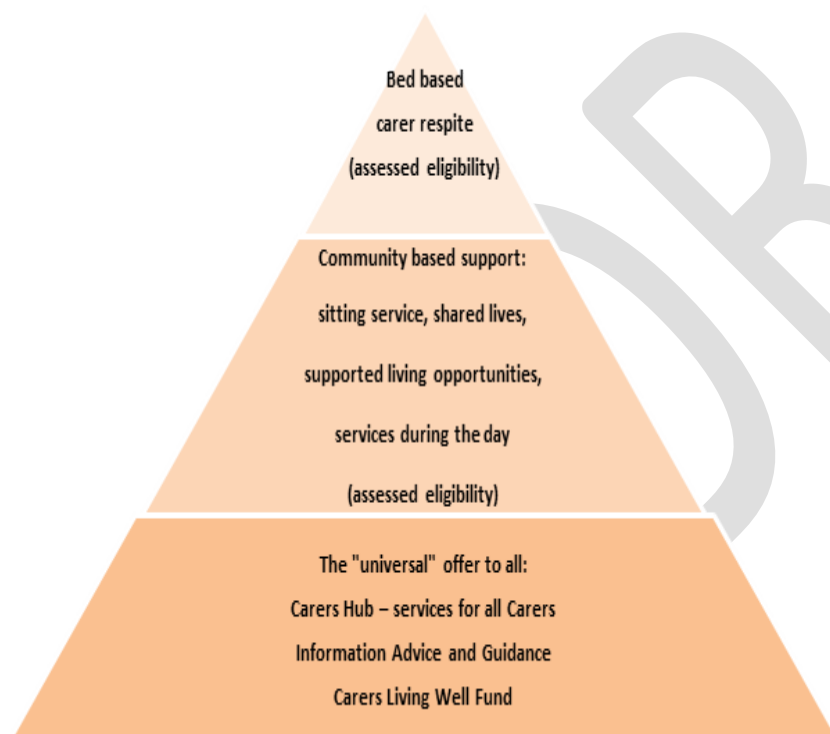 Bed based
carer respite
(assessed eligibility)
Community based support:
sitting service, shared lives,
supported living opportunities,
services during the day
(assessed eligibility)
The "universal" offer to all:
Carers Hub – services for all Carers
Information Advice and Guidance
Carers Living Well Fund